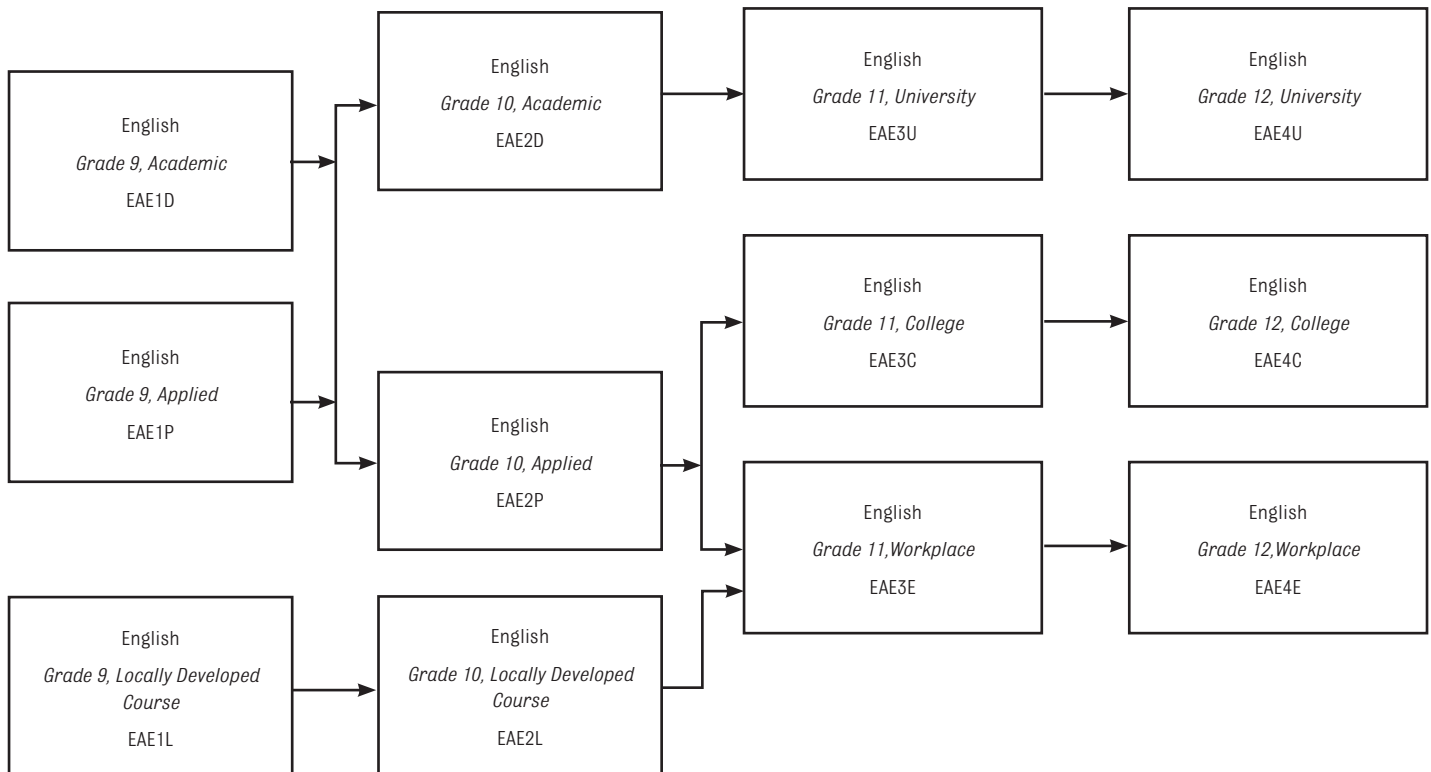 English
Grade 9, Academic
EAE1D
English
Grade 9, Applied
EAE1P
English
Grade 9, Locally Developed
Course
EAE1L
English
Grade 10, Academic
EAE2D
English
Grade 10, Applied
EAE2P
English
Grade 10, Locally Developed
Course
EAE2L
English
Grade 11, University
EAE3U
English
Grade 11, College
EAE3C
English
Grade 11,Workplace
EAE3E
English
Grade 12, University
EAE4U
English
Grade 12, College
EAE4C
English
Grade 12,Workplace
EAE4E